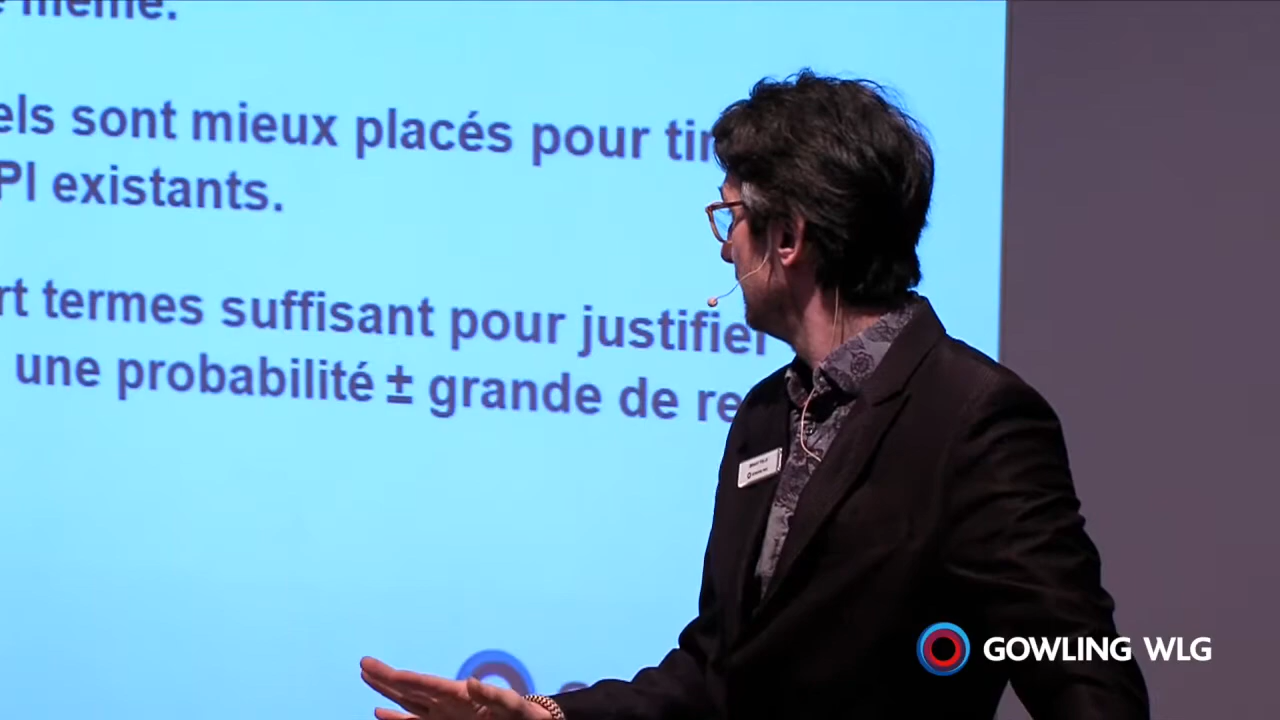 même.
els sont mieux placés pour tir
PI existants.
rt termes suffisant pour justifier
une probabilité ± grande de re
GOWLING WLG